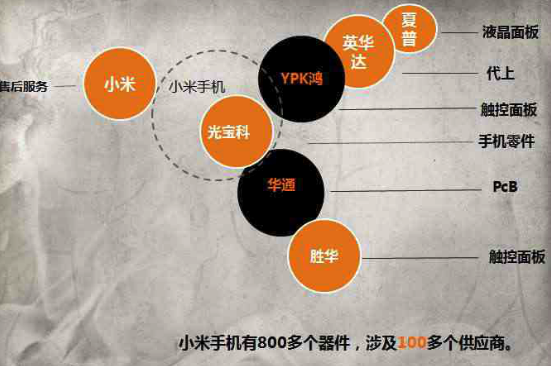 夏
普
液晶面板
英华
达
代上
YPK鸿
小米
小米手机
售后服务
触控面板
光宝科
手机零件
华通
PcB
胜华
触控面板
小米手机有800多个器件，涉及100多个供应商。